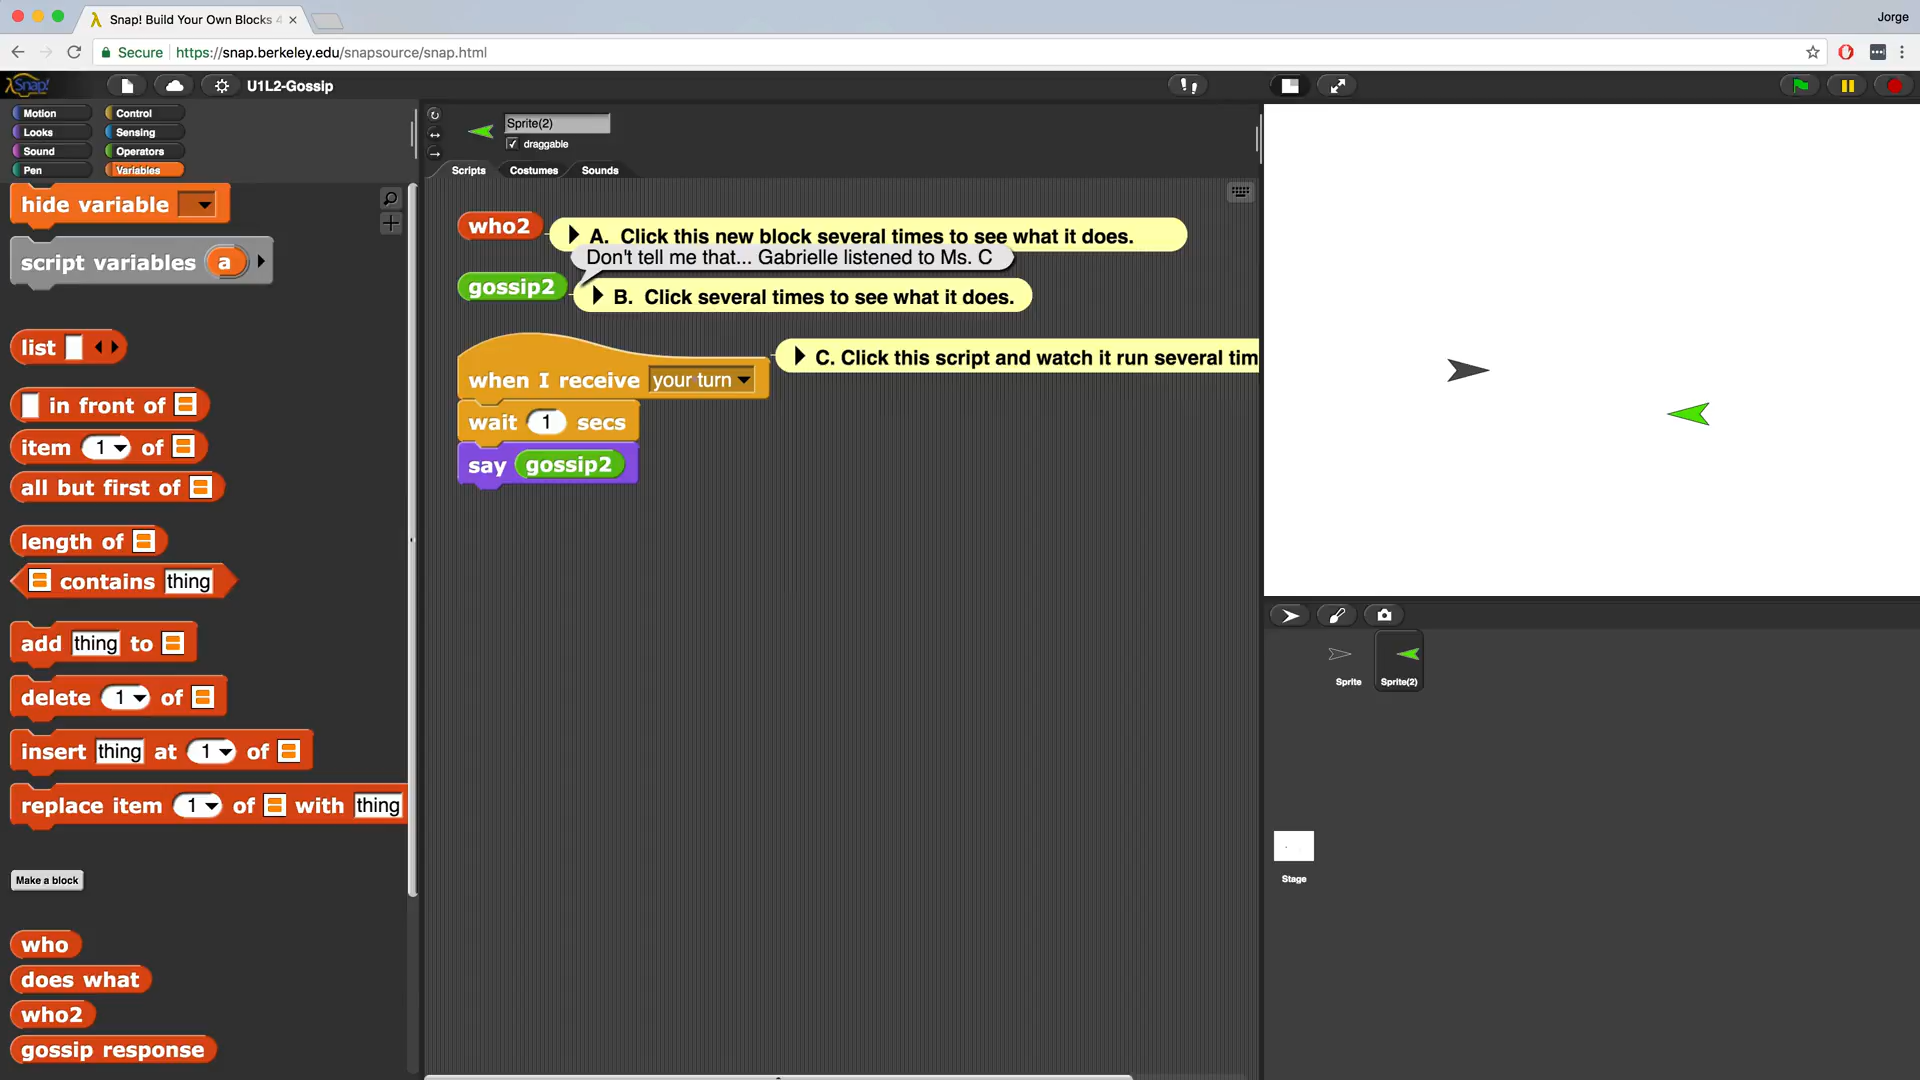 Snap! Build Your Own Blocks 4
Jorge
Secure https://snap.berkeley.edu/snapsource/snap.html
Snap!
U1L2-Gossip
Motion Control
Looks Sensing
Sound Operators
Pen Variables
Sprite(2)
draggable
Scripts Costumes Sounds
hide variable
script variables a
list
in front of
item 1 of
all but first of
length of
contains thing
add thing to
delete 1 of
insert thing at 1 of
replace item 1 of with thing
Make a block
who
does what
who2
gossip response
who2
A. Click this new block several times to see what it does.
Don't tell me that... Gabrielle listened to Ms. C
gossip2
B. Click several times to see what it does.
when I receive your turn
C. Click this script and watch it run several tim
wait 1 secs
say gossip2
Sprite
Sprite(2)
Stage